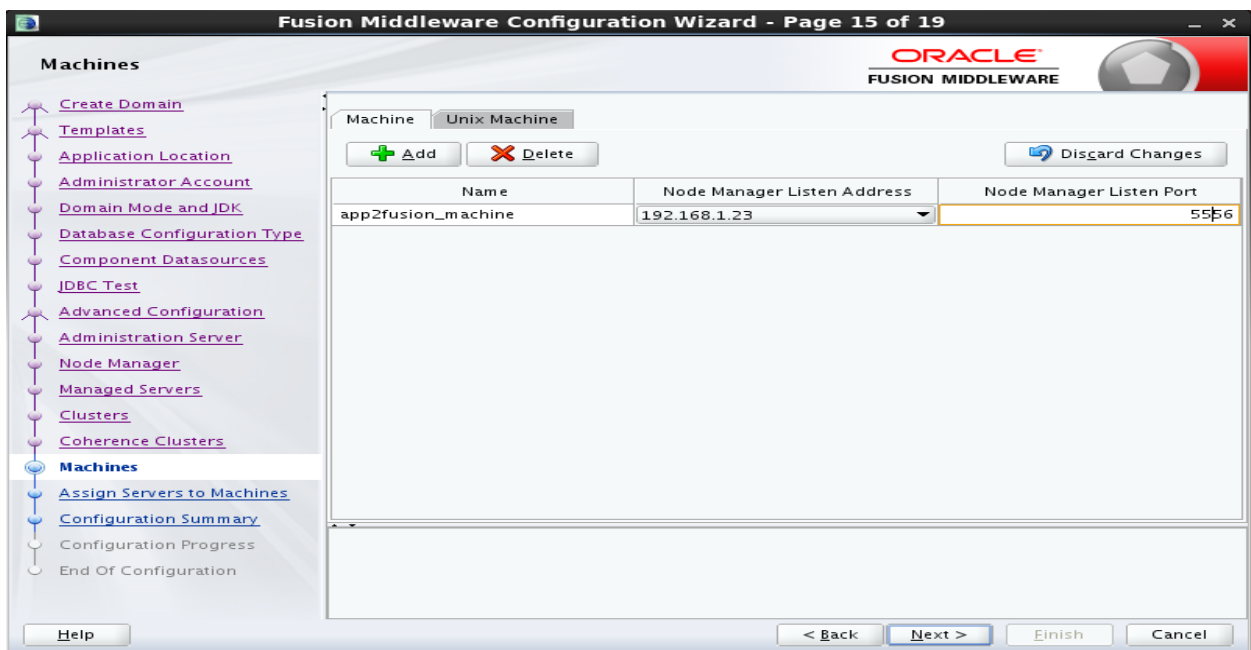 Fusion Middleware Configuration Wizard - Page 15 of 19
Machines
ORACLE
FUSION MIDDLEWARE
Create Domain
Templates
Application Location
Administrator Account
Domain Mode and JDK
Database Configuration Type
Component Datasources
JDBC Test
Advanced Configuration
Administration Server
Node Manager
Managed Servers
Clusters
Coherence Clusters
Machines
Assign Servers to Machines
Configuration Summary
Configuration Progress
End Of Configuration
Machine Unix Machine
Add Delete Discard Changes
Name Node Manager Listen Address Node Manager Listen Port
app2fusion_machine 192.168.1.23 5556
Help < Back Next > Finish Cancel